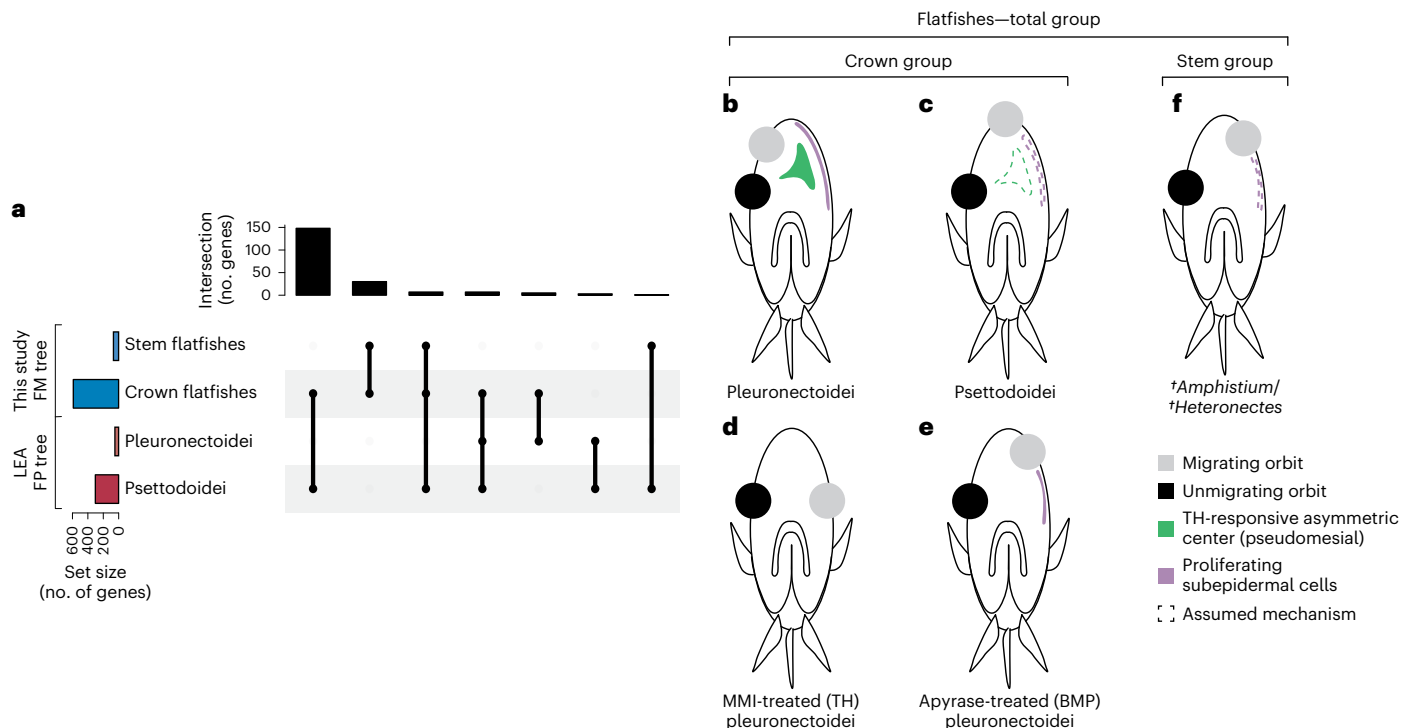 Flatfishes—total group
Crown group
Stem group
a
Intersection
(no. genes)
150
100
50
0
This study
FM tree
Stem flatfishes
Crown flatfishes
LEA
FP tree
Pleuronectoidei
Psettodoidei
600
400
200
0
Set size
(no. of genes)
b
Pleuronectoidei
c
Psettodoidei
f
†Amphistium/
†Heteronectes
d
MMI-treated (TH)
pleuronectoidei
e
Apyrase-treated (BMP)
pleuronectoidei
Migrating orbit
Unmigrating orbit
TH-responsive asymmetric
center (pseudomesial)
Proliferating
subepidermal cells
Assumed mechanism